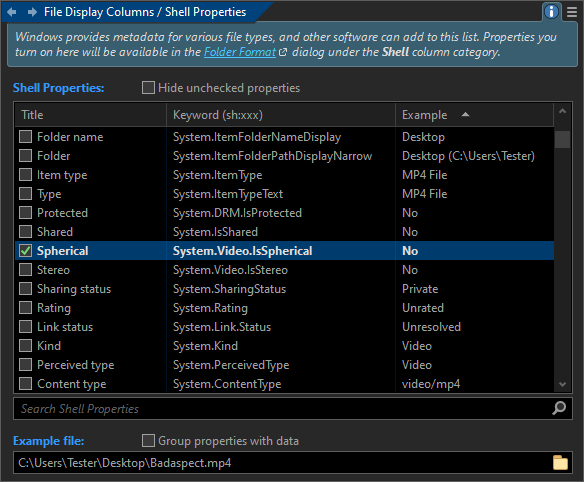 File Display Columns / Shell Properties
Windows provides metadata for various file types, and other software can add to this list. Properties you
turn on here will be available in the Folder Format dialog under the Shell column category.
Shell Properties: Hide unchecked properties
Title Keyword (sh:xxx) Example
Folder name System.ItemFolderNameDisplay Desktop
Folder System.ItemFolderPathDisplayNarrow Desktop (C:\Users\Tester)
Item type System.ItemType MP4 File
Type System.ItemTypeText MP4 File
Protected System.DRM.IsProtected No
Shared System.IsShared No
Spherical System.Video.IsSpherical No
Stereo System.Video.IsStereo No
Sharing status System.SharingStatus Private
Rating System.Rating Unrated
Link status System.Link.Status Unresolved
Kind System.Kind Video
Perceived type System.PerceivedType Video
Content type System.ContentType video/mp4
Search Shell Properties
Example file: Group properties with data
C:\Users\Tester\Desktop\Badaspect.mp4